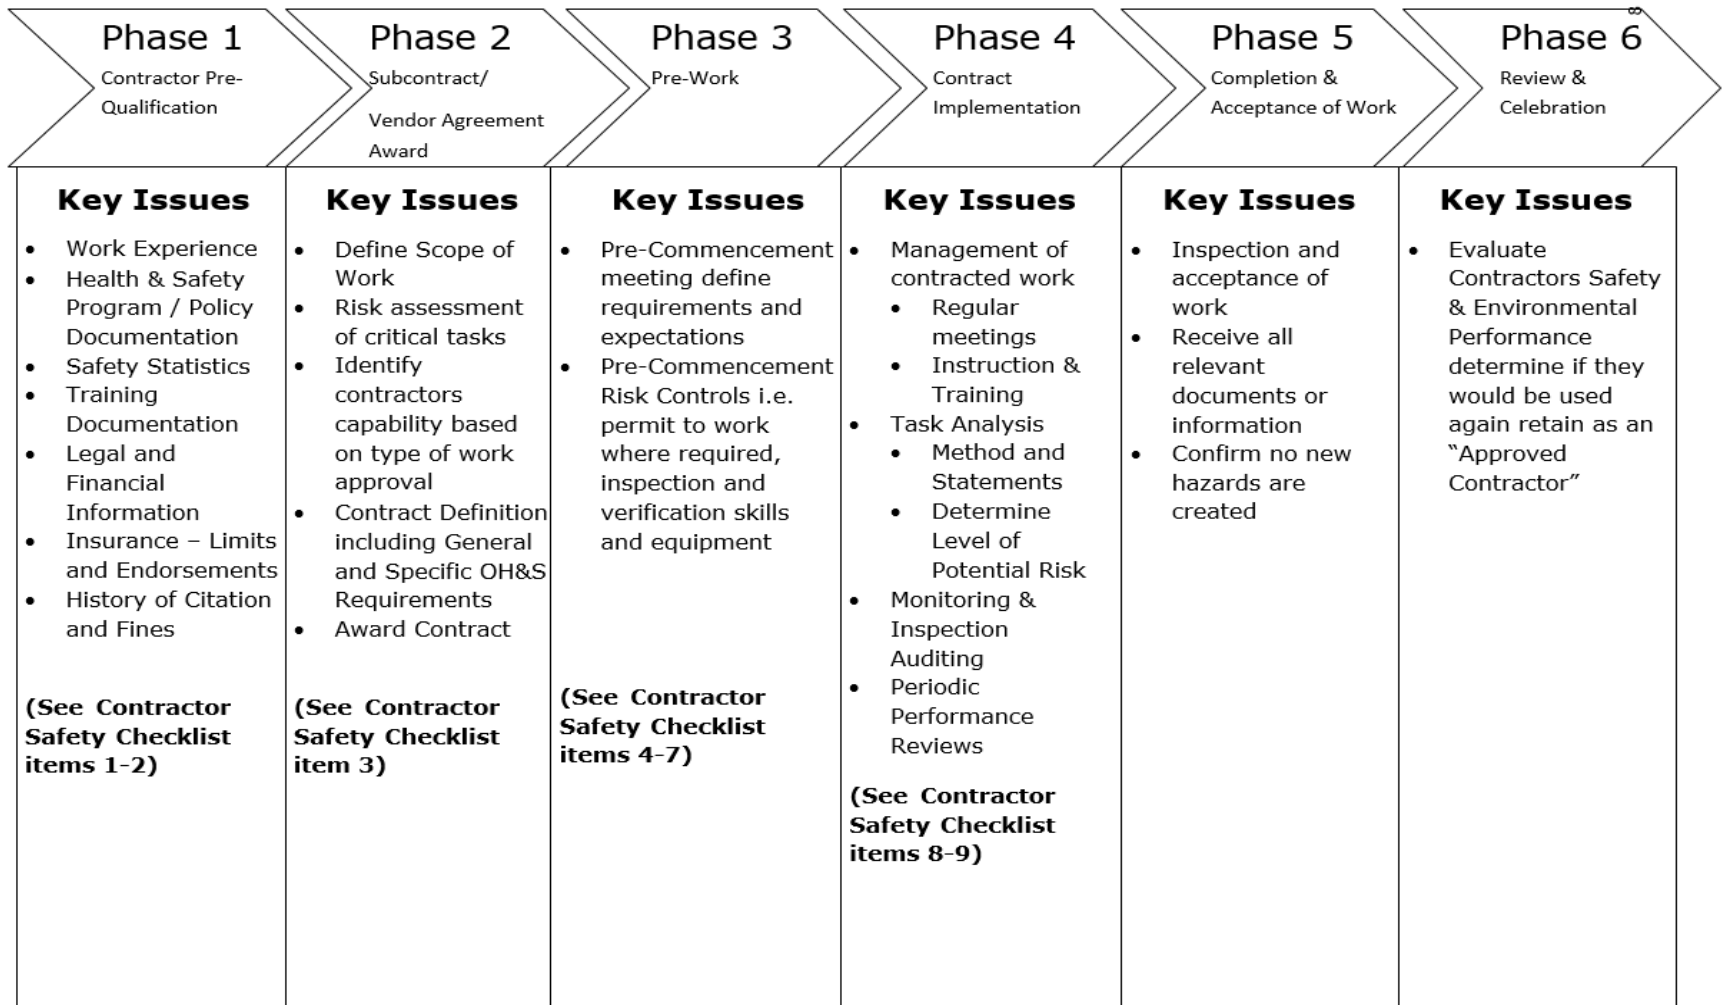 8
Phase 1
Contractor Pre-
Qualification
Phase 2
Subcontract/
Vendor Agreement
Award
Phase 3
Pre-Work
Phase 4
Contract
Implementation
Phase 5
Completion &
Acceptance of Work
Phase 6
Review &
Celebration
Key Issues
• Work Experience
• Health & Safety
Program / Policy
Documentation
• Safety Statistics
• Training
Documentation
• Legal and
Financial
Information
• Insurance – Limits
and Endorsements
• History of Citation
and Fines
(See Contractor
Safety Checklist
items 1-2)
Key Issues
• Define Scope of
Work
• Risk assessment
of critical tasks
• Identify
contractors
capability based
on type of work
approval
• Contract Definition
including General
and Specific OH&S
Requirements
• Award Contract
(See Contractor
Safety Checklist
item 3)
Key Issues
• Pre-Commencement
meeting define
requirements and
expectations
• Pre-Commencement
Risk Controls i.e.
permit to work
where required,
inspection and
verification skills
and equipment
(See Contractor
Safety Checklist
items 4-7)
Key Issues
• Management of
contracted work
• Regular
meetings
• Instruction &
Training
• Task Analysis
• Method and
Statements
• Determine
Level of
Potential Risk
• Monitoring &
Inspection
Auditing
• Periodic
Performance
Reviews
(See Contractor
Safety Checklist
items 8-9)
Key Issues
• Inspection and
acceptance of
work
• Receive all
relevant
documents or
information
• Confirm no new
hazards are
created
Key Issues
• Evaluate
Contractors Safety
& Environmental
Performance
determine if they
would be used
again retain as an
“Approved
Contractor”